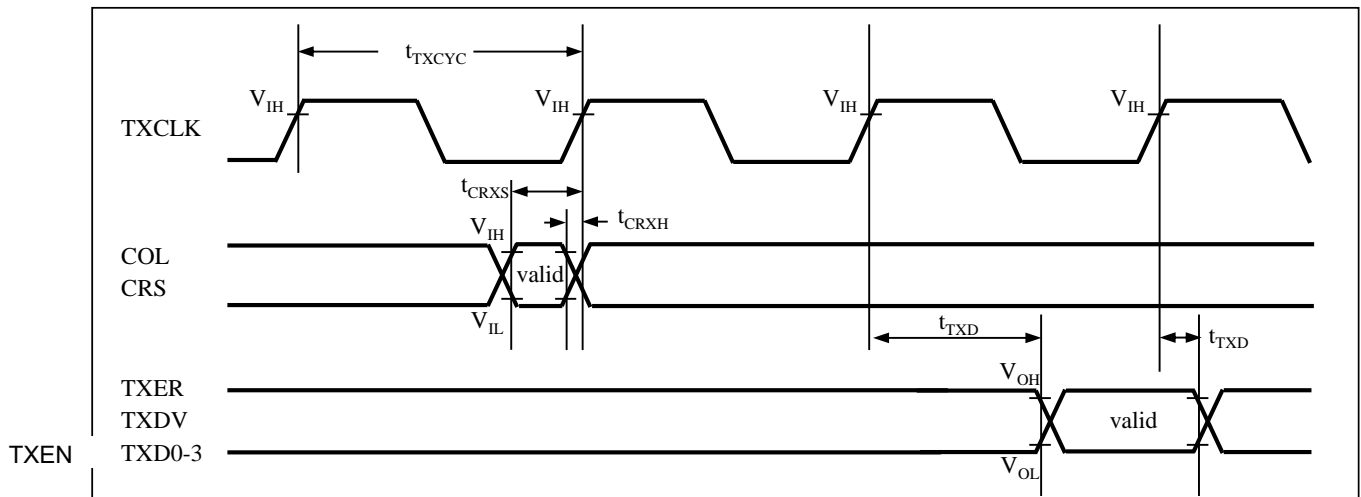 tTXCYC
VIH VIH VIH VIH
TXCLK
tCRXS
VIH tCRXH
COL
valid
CRS
VIL
tTXD tTXD
TXER VOH
TXDV valid
TXEN TXD0-3
VOL